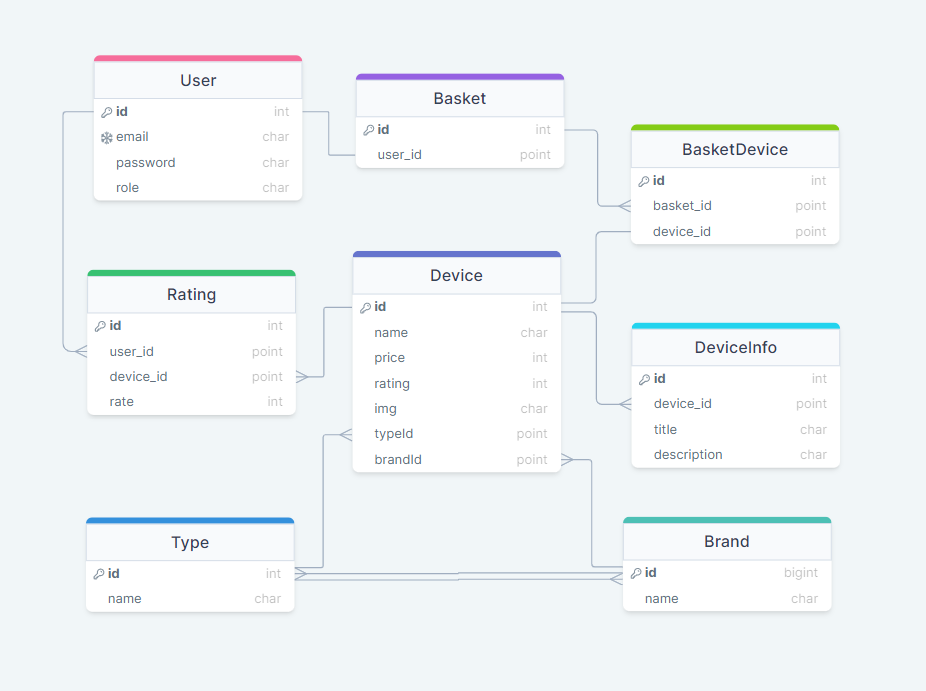 User
id int
email char
password char
role char
Basket
id int
user_id point
BasketDevice
id int
basket_id point
device_id point
Rating
id int
user_id point
device_id point
rate int
Device
id int
name char
price int
rating int
img char
typeId point
brandId point
DeviceInfo
id int
device_id point
title char
description char
Type
id int
name char
Brand
id bigint
name char